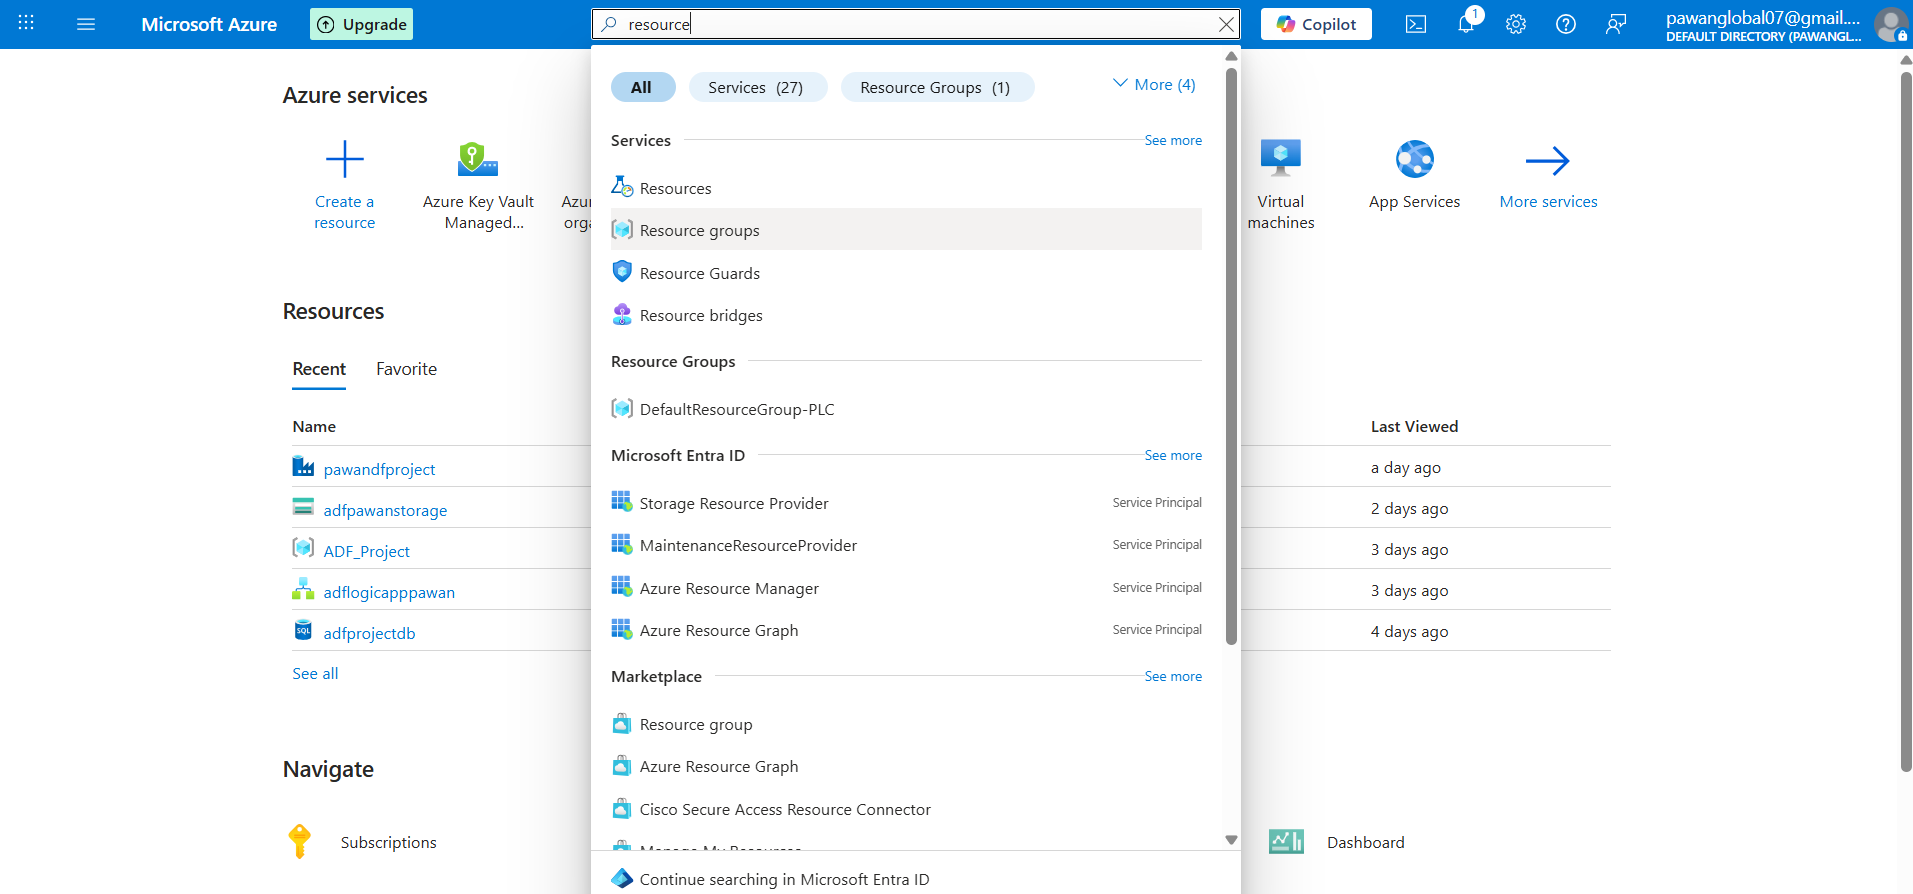 Microsoft Azure
Upgrade
resource
Copilot
1
pawanglobal07@gmail....
DEFAULT DIRECTORY (PAWANGL...
Azure services
Create a
resource
Azure Key Vault
Managed...
Virtual
machines
App Services
More services
All
Services (27)
Resource Groups (1)
More (4)
Services
See more
Resources
Resource groups
Resource Guards
Resource bridges
Resource Groups
DefaultResourceGroup-PLC
Microsoft Entra ID
See more
Storage Resource Provider
Service Principal
MaintenanceResourceProvider
Service Principal
Azure Resource Manager
Service Principal
Azure Resource Graph
Service Principal
Marketplace
See more
Resource group
Azure Resource Graph
Cisco Secure Access Resource Connector
Manage My Resources
Continue searching in Microsoft Entra ID
Resources
Recent
Favorite
Name
Last Viewed
pawandfproject
a day ago
adfpawanstorage
2 days ago
ADF_Project
3 days ago
adflogicapppawan
3 days ago
SQL
adfprojectdb
4 days ago
See all
Navigate
Subscriptions
Dashboard